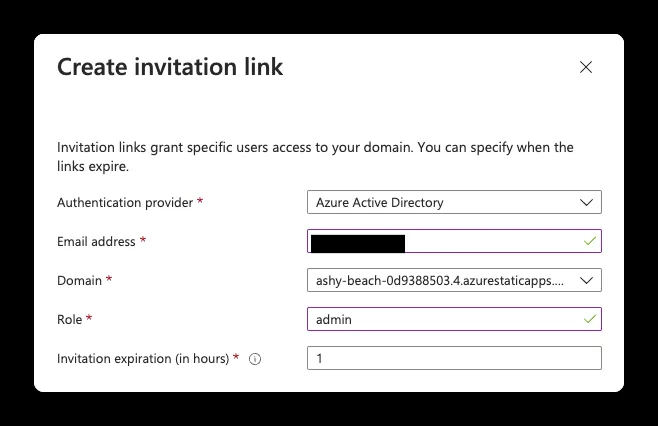 Create invitation link
Invitation links grant specific users access to your domain. You can specify when the
links expire.
Authentication provider *
Azure Active Directory
Email address *
Domain *
ashy-beach-0d9388503.4.azurestaticapps....
Role *
admin
Invitation expiration (in hours) *
1